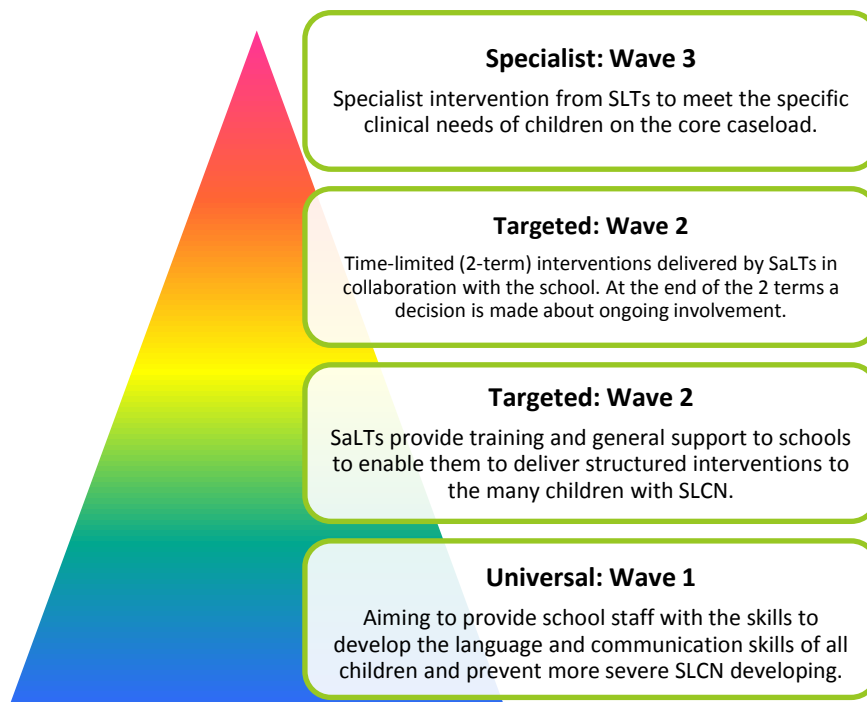 Specialist: Wave 3
Specialist intervention from SLTs to meet the specific
clinical needs of children on the core caseload.
Targeted: Wave 2
Time-limited (2-term) interventions delivered by SaLTs in
collaboration with the school. At the end of the 2 terms a
decision is made about ongoing involvement.
Targeted: Wave 2
SaLTs provide training and general support to schools
to enable them to deliver structured interventions to
the many children with SLCN.
Universal: Wave 1
Aiming to provide school staff with the skills to
develop the language and communication skills of all
children and prevent more severe SLCN developing.